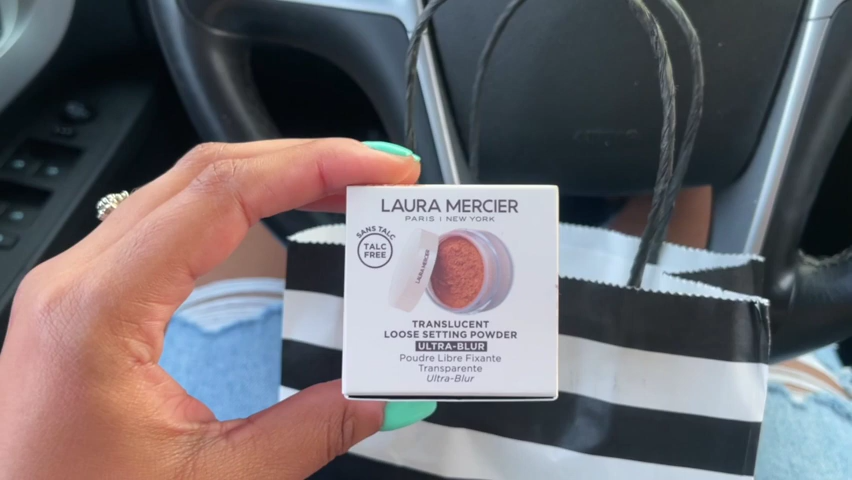 LAURA MERCIER
PARIS | NEW YORK
SANS TALC
TALC
FREE
LAURA MERCIER
TRANSLUCENT
LOOSE SETTING POWDER
ULTRA-BLUR
Poudre Libre Fixante
Transparente
Ultra-Blur